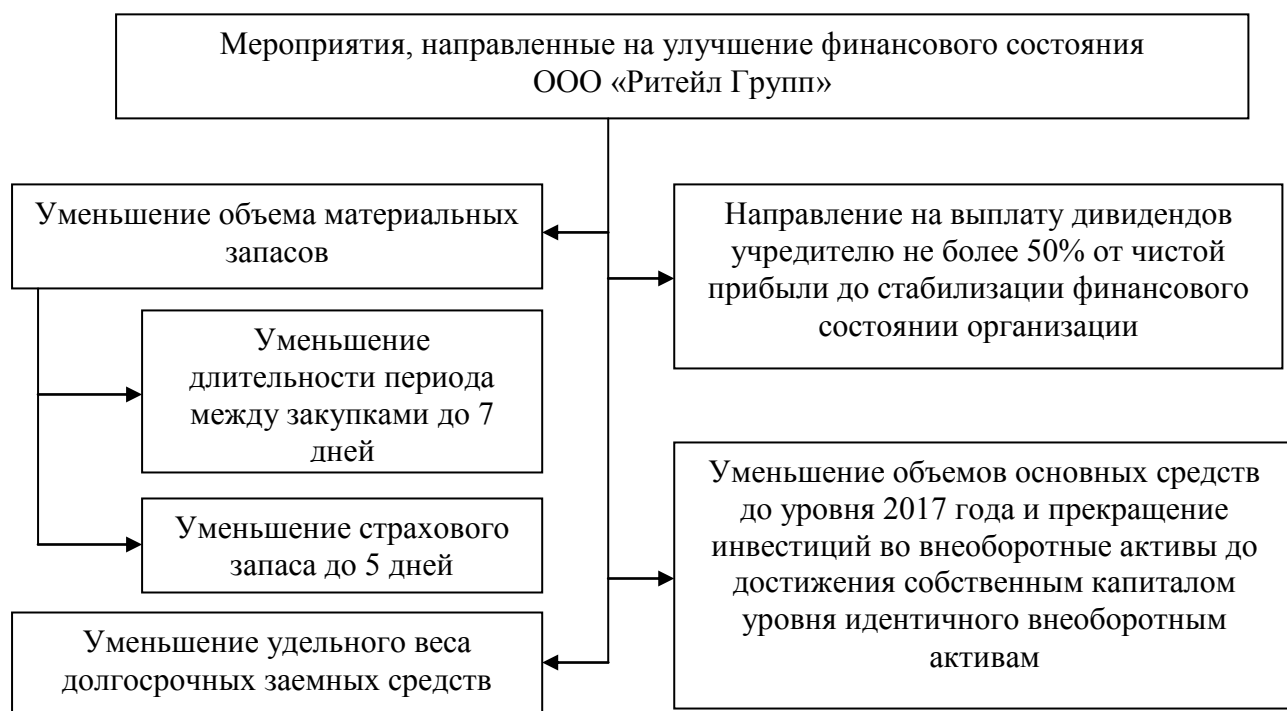 Мероприятия, направленные на улучшение финансового состояния
ООО «Ритейл Групп»
Уменьшение объема материальных
запасов
Уменьшение
длительности периода
между закупками до 7
дней
Уменьшение страхового
запаса до 5 дней
Уменьшение удельного веса
долгосрочных заемных средств
Направление на выплату дивидендов
учредителю не более 50% от чистой
прибыли до стабилизации финансового
состоянии организации
Уменьшение объемов основных средств
до уровня 2017 года и прекращение
инвестиций во внеоборотные активы до
достижения собственным капиталом
уровня идентичного внеоборотным
активам